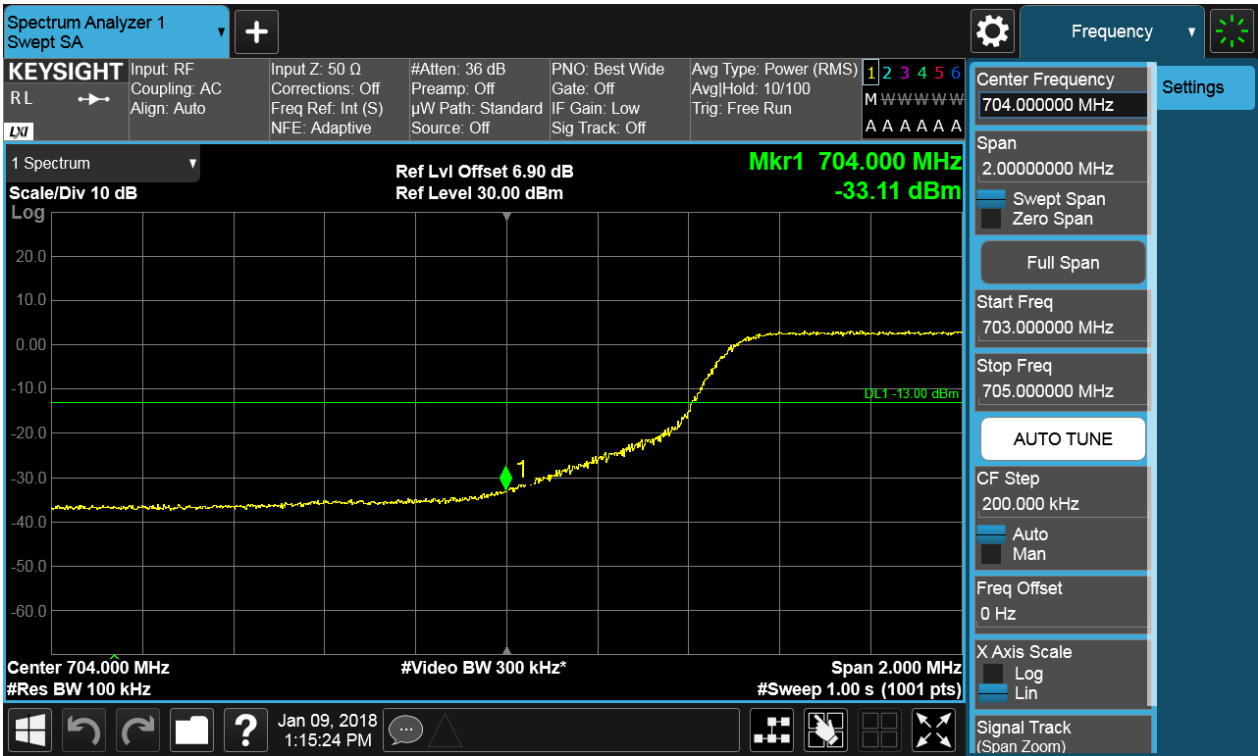 Spectrum Analyzer 1
Swept SA
Frequency
KEYSIGHT
R L
LXI
Input: RF
Coupling: AC
Align: Auto
Input Z: 50 Ω
Corrections: Off
Freq Ref: Int (S)
NFE: Adaptive
#Atten: 36 dB
Preamp: Off
µW Path: Standard
Source: Off
PNO: Best Wide
Gate: Off
IF Gain: Low
Sig Track: Off
Avg Type: Power (RMS)
Avg|Hold: 10/100
Trig: Free Run
1 2 3 4 5 6
M W W W W W
A A A A A A
1 Spectrum
Scale/Div 10 dB
Ref Lvl Offset 6.90 dB
Ref Level 30.00 dBm
Mkr1 704.000 MHz
-33.11 dBm
Log
20.0
10.0
0.00
-10.0
-20.0
-30.0
-40.0
-50.0
-60.0
DL1 -13.00 dBm
1
Center 704.000 MHz
#Video BW 300 kHz*
Span 2.000 MHz
#Res BW 100 kHz
#Sweep 1.00 s (1001 pts)
Center Frequency
704.000000 MHz
Settings
Span
2.00000000 MHz
Swept Span
Zero Span
Full Span
Start Freq
703.000000 MHz
Stop Freq
705.000000 MHz
AUTO TUNE
CF Step
200.000 kHz
Auto
Man
Freq Offset
0 Hz
X Axis Scale
Log
Lin
Signal Track
(Span Zoom)
?
Jan 09, 2018
1:15:24 PM